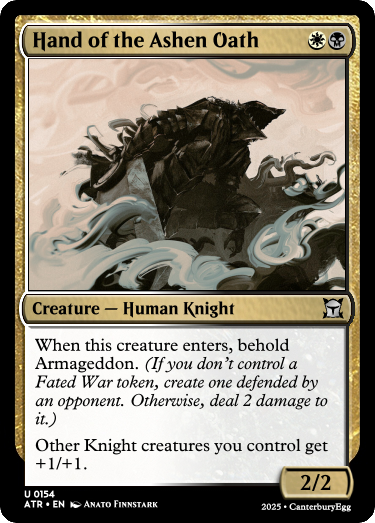 Hand of the Ashen Oath
Creature — Human Knight
When this creature enters, behold
Armageddon. (If you don't control a
Fated War token, create one defended by
an opponent. Otherwise, deal 2 damage to
it.)
Other Knight creatures you control get
+1/+1.
2/2
U 0154
ATR • EN Anato Finnstark
2025 • CanterburyEgg